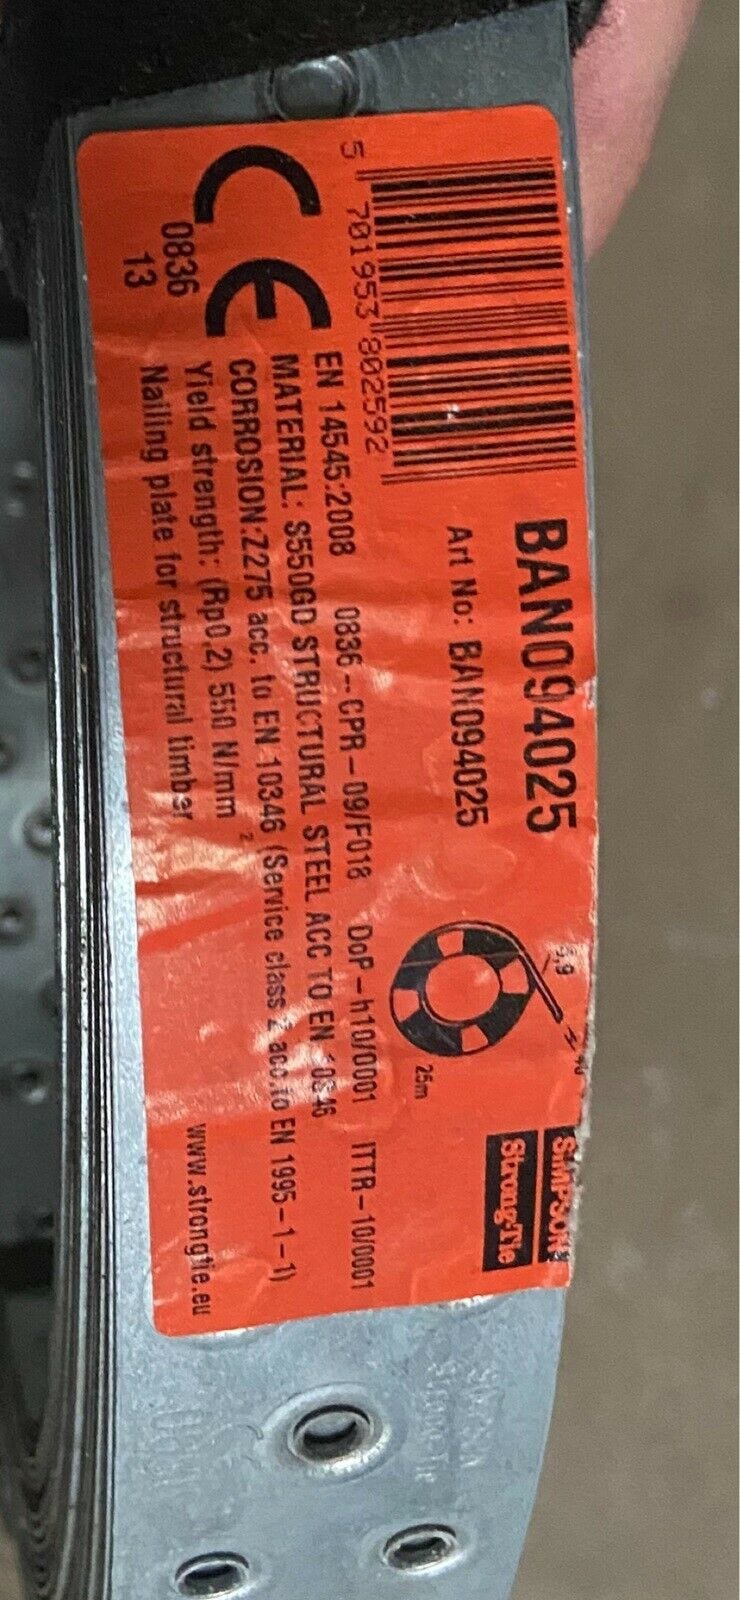 BAN094025
Art No: BAN094025
5 701953 802592
25m
SIMPSON
Strong-Tie
CE
0836
13
EN 14545:2008 0836-CPR-09/F018 DoP-h10/0001 ITTR-10/0001
MATERIAL: S550GD STRUCTURAL STEEL ACC TO EN 10346
CORROSION:Z275 acc. to EN 10346 (Service class 2 acc.to EN 1995-1-1)
Yield strength: (Rp0,2) 550 N/mm²
Nailing plate for structural timber
www.strongtie.eu